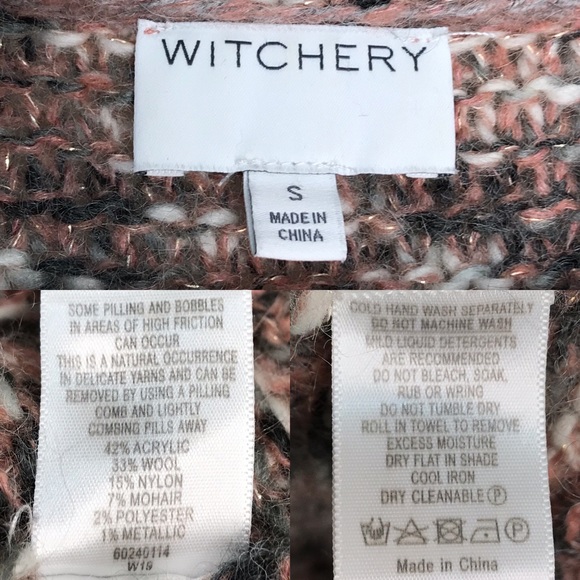 WITCHERY
S
MADE IN
CHINA
SOME PILLING AND BOBBLES
IN AREAS OF HIGH FRICTION
CAN OCCUR
THIS IS A NATURAL OCCURRENCE
IN DELICATE YARNS AND CAN BE
REMOVED BY USING A PILLING
COMB AND LIGHTLY
COMBING PILLS AWAY
42% ACRYLIC
33% WOOL
15% NYLON
7% MOHAIR
2% POLYESTER
1% METALLIC
60240114
W19
COLD HAND WASH SEPARATELY
DO NOT MACHINE WASH
MILD LIQUID DETERGENTS
ARE RECOMMENDED
DO NOT BLEACH, SOAK,
RUB OR WRING
DO NOT TUMBLE DRY
ROLL IN TOWEL TO REMOVE
EXCESS MOISTURE
DRY FLAT IN SHADE
COOL IRON
DRY CLEANABLE Ⓟ
Ⓟ
Made in China